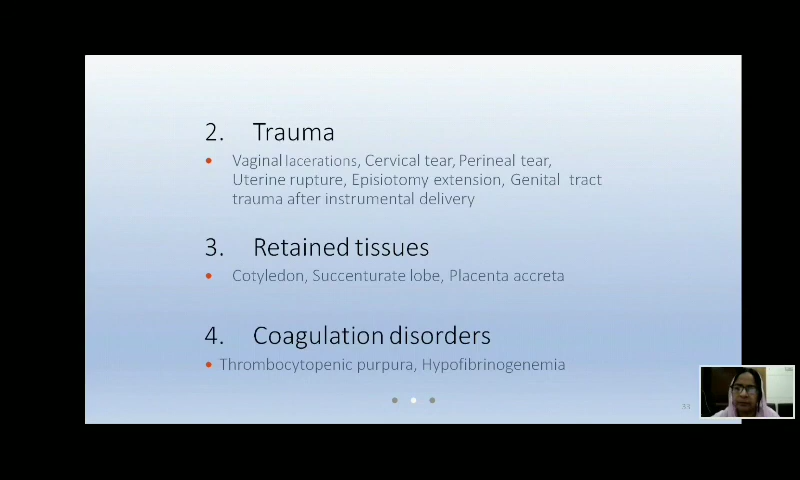 2. Trauma
• Vaginal lacerations, Cervical tear, Perineal tear,
Uterine rupture, Episiotomy extension, Genital tract
trauma after instrumental delivery
3. Retained tissues
• Cotyledon, Succenturate lobe, Placenta accreta
4. Coagulation disorders
• Thrombocytopenic purpura, Hypofibrinogenemia
33